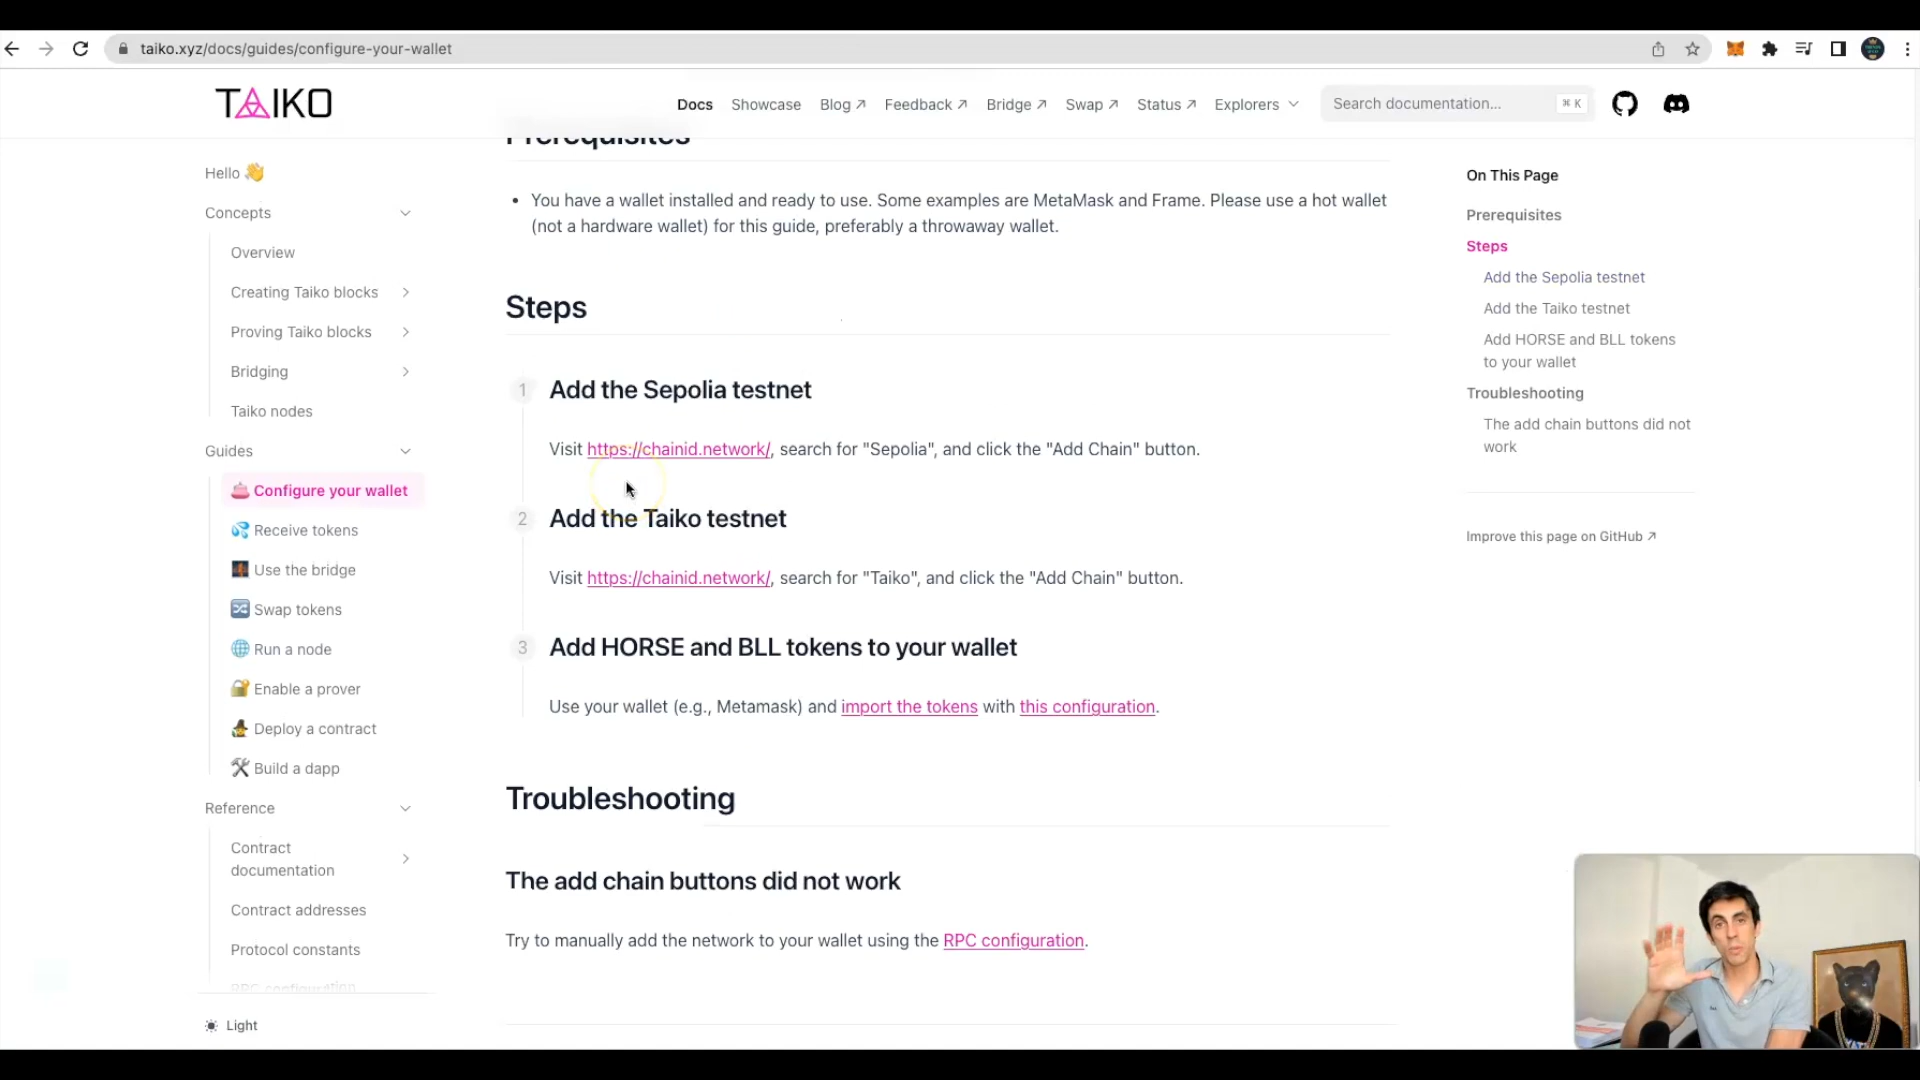 taiko.xyz/docs/guides/configure-your-wallet
TAIKO
Docs
Showcase
Blog ↗
Feedback ↗
Bridge ↗
Swap ↗
Status ↗
Explorers
Search documentation...
⌘ K
Hello 👋
Concepts
Overview
Creating Taiko blocks
Proving Taiko blocks
Bridging
Taiko nodes
Guides
Configure your wallet
Receive tokens
Use the bridge
Swap tokens
Run a node
Enable a prover
Deploy a contract
Build a dapp
Reference
Contract
documentation
Contract addresses
Protocol constants
RPC configuration
Light
Prerequisites
• You have a wallet installed and ready to use. Some examples are MetaMask and Frame. Please use a hot wallet
(not a hardware wallet) for this guide, preferably a throwaway wallet.
Steps
1 Add the Sepolia testnet
Visit https://chainid.network/, search for "Sepolia", and click the "Add Chain" button.
2 Add the Taiko testnet
Visit https://chainid.network/, search for "Taiko", and click the "Add Chain" button.
3 Add HORSE and BLL tokens to your wallet
Use your wallet (e.g., Metamask) and import the tokens with this configuration.
Troubleshooting
The add chain buttons did not work
Try to manually add the network to your wallet using the RPC configuration.
On This Page
Prerequisites
Steps
Add the Sepolia testnet
Add the Taiko testnet
Add HORSE and BLL tokens
to your wallet
Troubleshooting
The add chain buttons did not
work
Improve this page on GitHub ↗